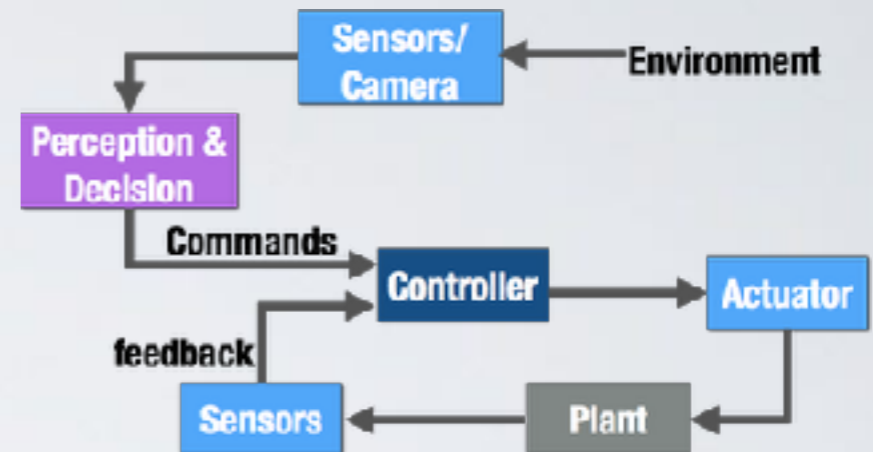 Sensors/
Camera
Environment
Perception &
Decision
Commands
Controller
Actuator
feedback
Sensors
Plant